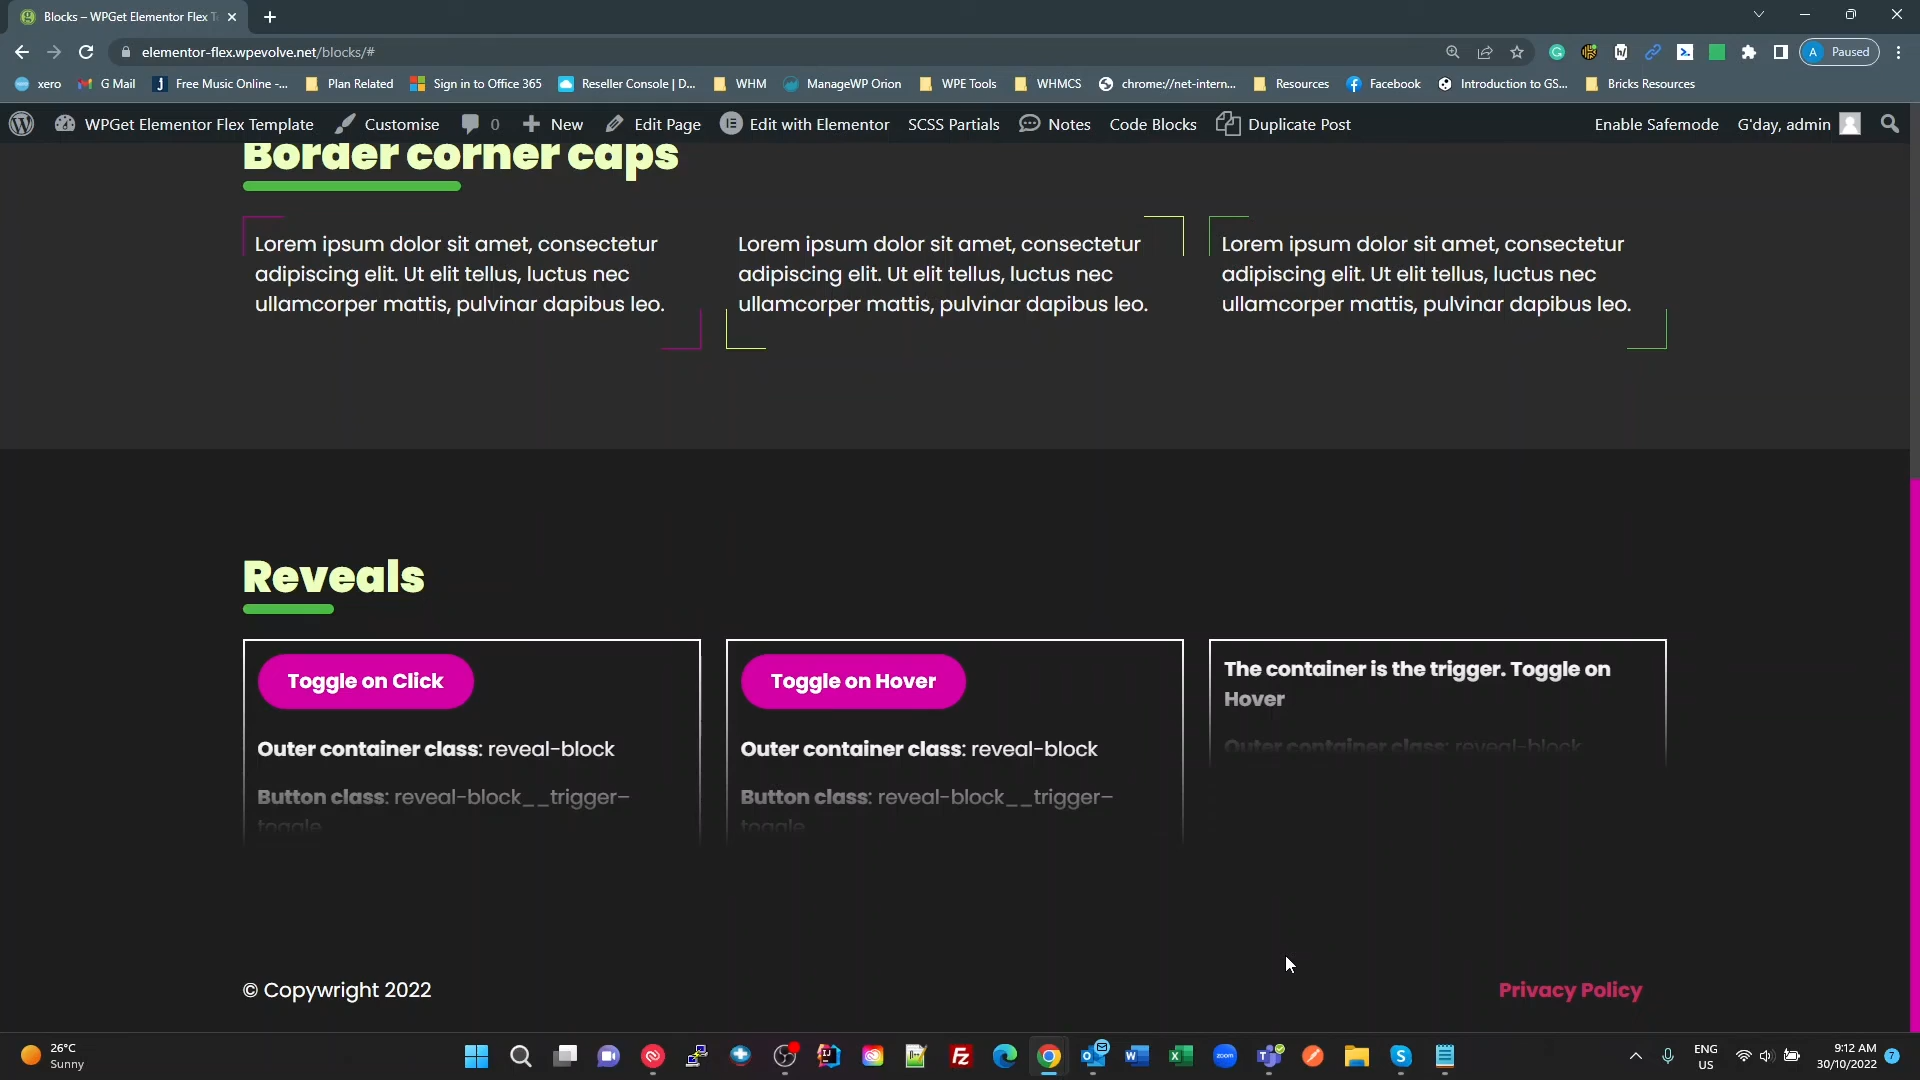 Blocks – WPGet Elementor Flex T
elementor-flex.wpevolve.net/blocks/#
Paused
xero
G Mail
Free Music Online -...
Plan Related
Sign in to Office 365
Reseller Console | D...
WHM
ManageWP Orion
WPE Tools
WHMCS
chrome://net-intern...
Resources
Facebook
Introduction to GS...
Bricks Resources
WPGet Elementor Flex Template
Customise
0
New
Edit Page
Edit with Elementor
SCSS Partials
Notes
Code Blocks
Duplicate Post
Enable Safemode
G'day, admin
Border corner caps
Lorem ipsum dolor sit amet, consectetur
adipiscing elit. Ut elit tellus, luctus nec
ullamcorper mattis, pulvinar dapibus leo.
Lorem ipsum dolor sit amet, consectetur
adipiscing elit. Ut elit tellus, luctus nec
ullamcorper mattis, pulvinar dapibus leo.
Lorem ipsum dolor sit amet, consectetur
adipiscing elit. Ut elit tellus, luctus nec
ullamcorper mattis, pulvinar dapibus leo.
Reveals
Toggle on Click
Outer container class: reveal-block
Button class: reveal-block__trigger–
toggle
Toggle on Hover
Outer container class: reveal-block
Button class: reveal-block__trigger–
toggle
The container is the trigger. Toggle on
Hover
Outer container class: reveal-block
© Copywright 2022
Privacy Policy
26°C
Sunny
ENG
US
9:12 AM
30/10/2022
7